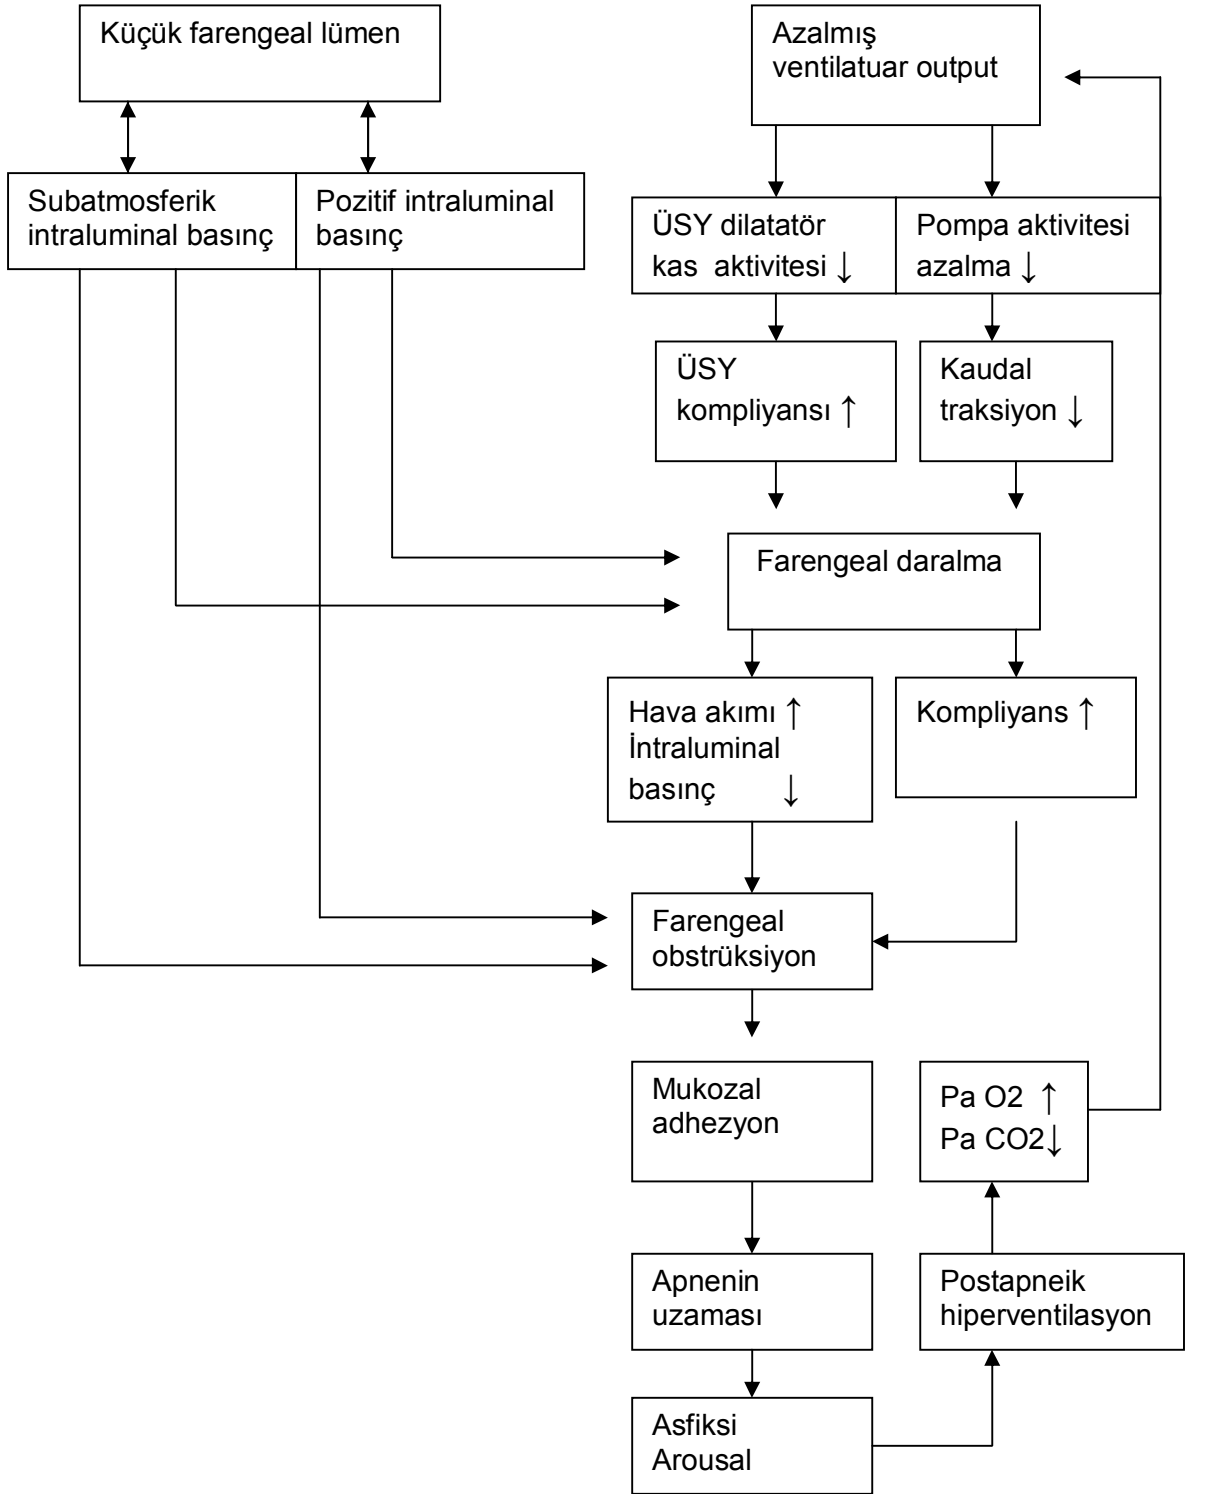 Küçük farengeal lümen
Azalmış
ventilatuar output
Subatmosferik
intraluminal basınç
Pozitif intraluminal
basınç
ÜSY dilatatör
kas aktivitesi ↓
Pompa aktivitesi
azalma ↓
ÜSY
kompliyansı ↑
Kaudal
traksiyon ↓
Farengeal daralma
Hava akımı ↑
İntraluminal
basınç ↓
Kompliyans ↑
Farengeal
obstrüksiyon
Mukozal
adhezyon
Pa O2 ↑
Pa CO2↓
Apnenin
uzaması
Postapneik
hiperventilasyon
Asfiksi
Arousal